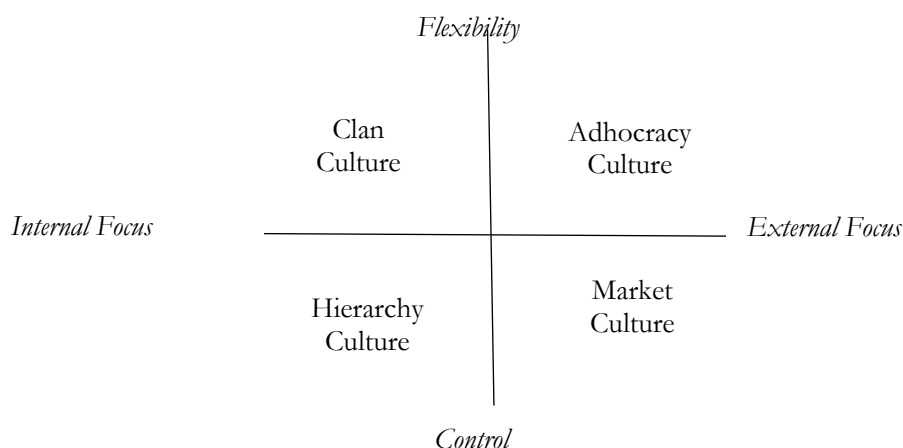 Flexibility
Clan
Culture
Adhocracy
Culture
Internal Focus
External Focus
Hierarchy
Culture
Market
Culture
Control